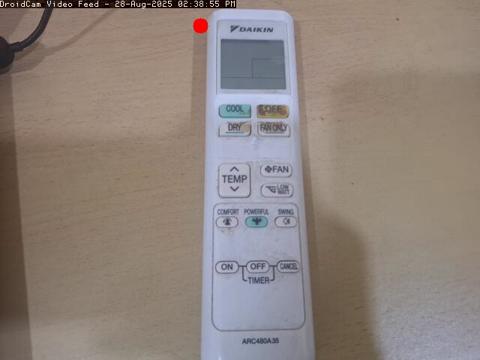 DroidCam Video Feed - 28-Aug-2025 02:38:55 PM
DAIKIN
COOL
DRY FAN ONLY
TEMP
FAN
COMFORT POWERFUL SWING
ON OFF CANCEL
TIMER
ARC480A35